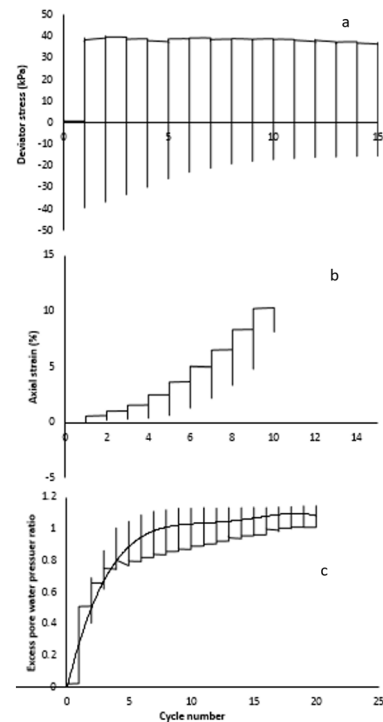 a
50
40
30
20
10
0
-10
-20
-30
-40
-50
0 5 10 15
Deviator stress (kPa)
b
15
10
5
0
-5
0 2 4 6 8 10 12 14
Axial strain (%)
c
1.2
1
0.8
0.6
0.4
0.2
0
0 5 10 15 20 25
Excess pore water pressuer ratio
Cycle number